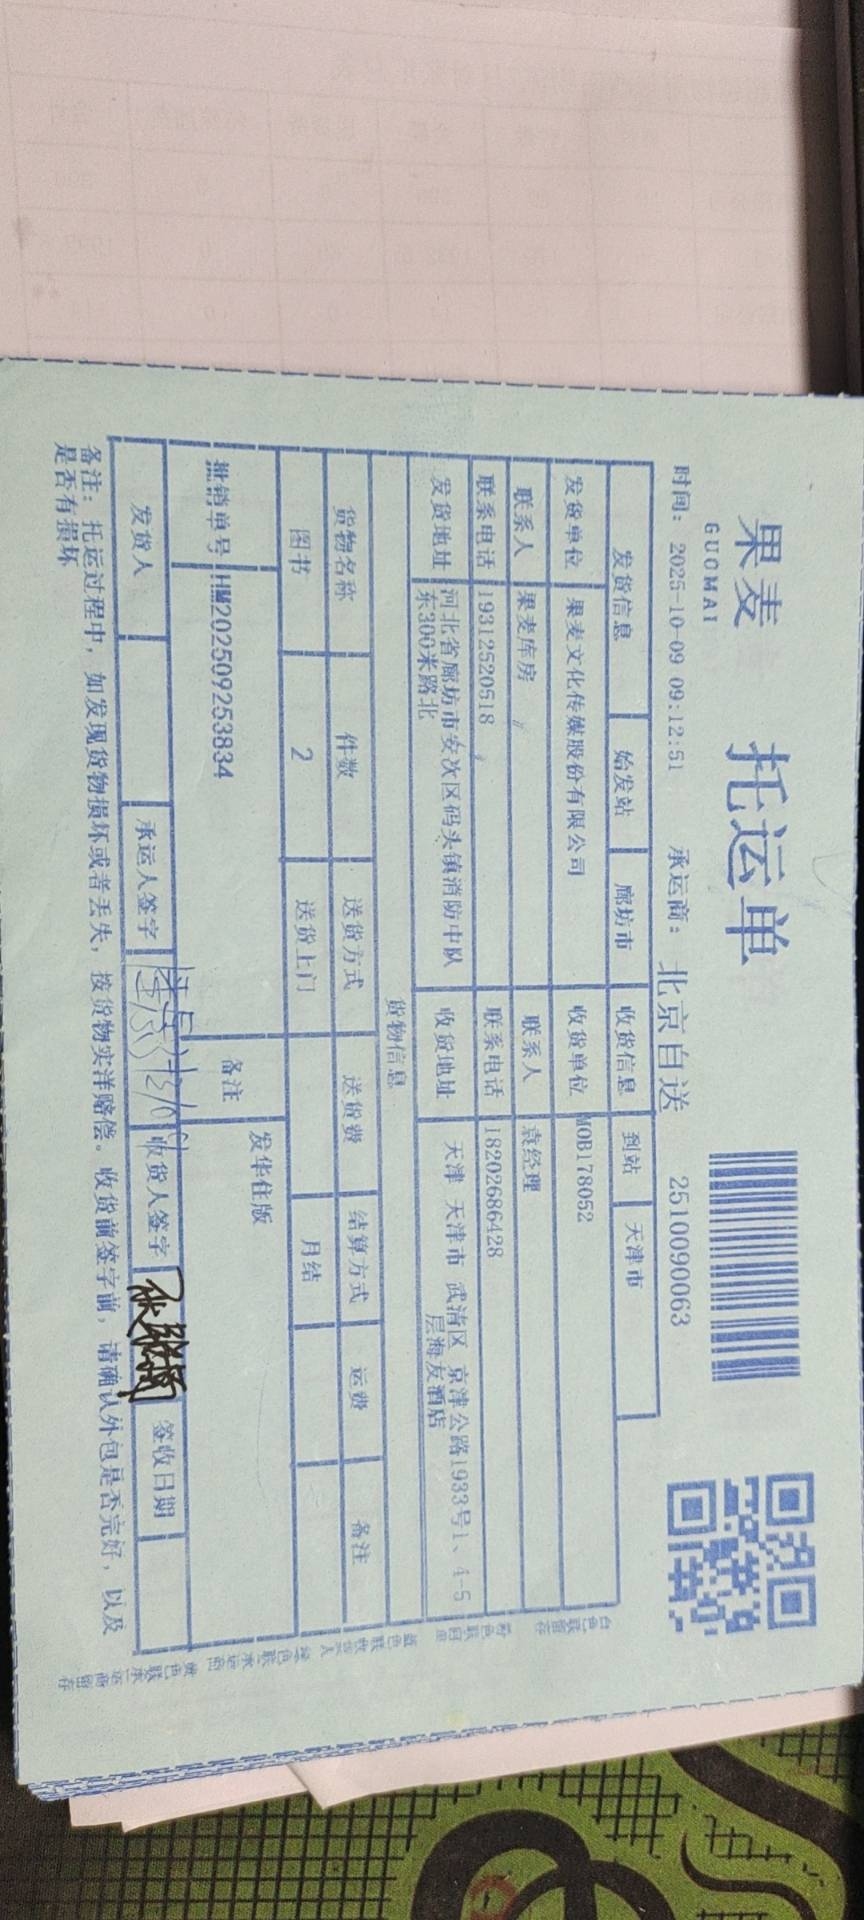 果麦
GUOMAI
托运单
时间: 2025-10-09 09:12:51 承运商: 北京自送 2510090063
发货信息 始发站 廊坊市 收货信息 到站 天津市
发货单位 果麦文化传媒股份有限公司 收货单位 MOB178052
联系人 果麦库房 联系人 袁经理
联系电话 19312520518 联系电话 18202686428
发货地址 河北省廊坊市安次区码头镇消防中队东300米路北 收货地址 天津 天津市 武清区 京津公路1933号1、4-5层海友酒店
货物信息
货物名称 件数 送货方式 送货费 结算方式 运费 备注
图书 2 送货上门 月结
批销单号 HM202509253834 备注 发华住版
发货人 承运人签字 收货人签字 签收日期
备注: 托运过程中, 如发现货物损坏或者丢失, 按货物实洋赔偿。收货前签字前, 请确认外包是否完好, 以及
是否有损坏